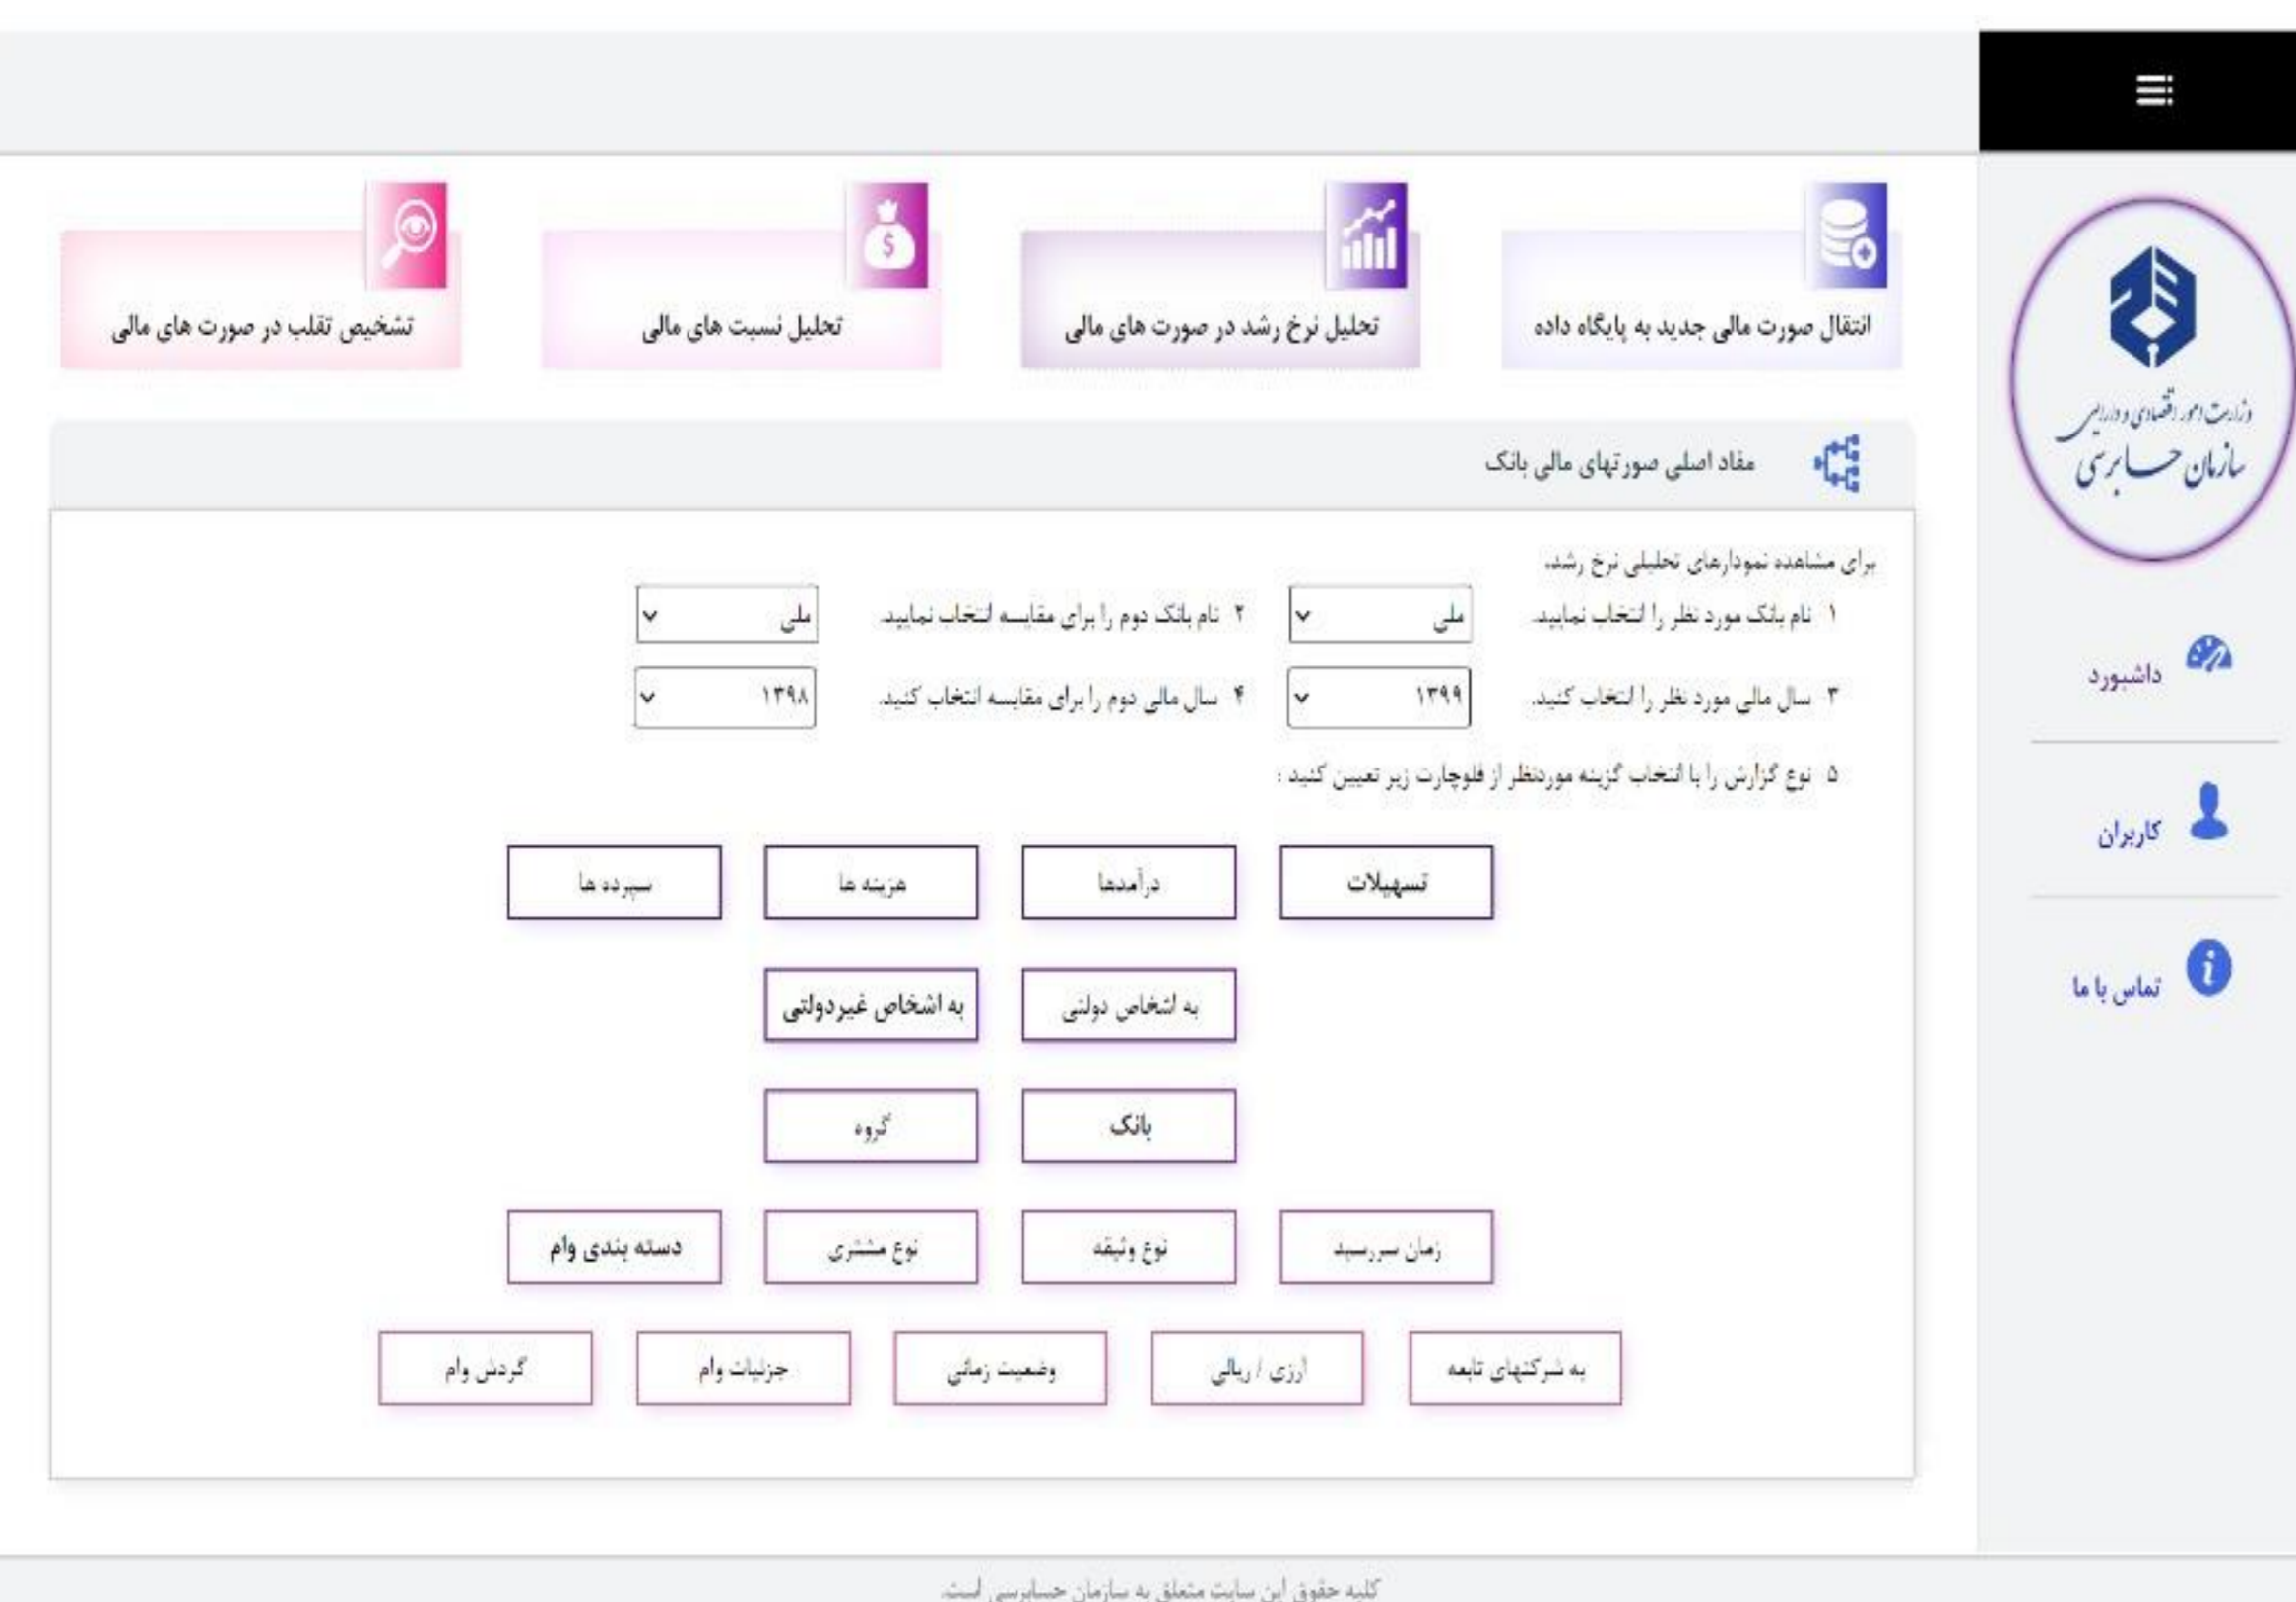 انتقال صورت مالی جدید به پایگاه داده
تحلیل نرخ رشد در صورت های مالی
تحلیل نسبت های مالی
تشخیص تقلب در صورت های مالی
وزارت امور اقتصادی و دارایی
سازمان حسابرسی
داشبورد
کاربران
تماس با ما
مفاد اصلی صورتهای مالی بانک
برای مشاهده نمودارهای تحلیلی نرخ رشد،
۱ نام بانک مورد نظر را انتخاب نمایید. ملی ۲ نام بانک دوم را برای مقایسه انتخاب نمایید. ملی
۳ سال مالی مورد نظر را انتخاب کنید. ۱۳۹۹ ۴ سال مالی دوم را برای مقایسه انتخاب کنید. ۱۳۹۸
۵ نوع گزارش را با انتخاب گزینه موردنظر از فلوچارت زیر تعیین کنید :
تسهیلات درآمدها هزینه ها سپرده ها
به اشخاص دولتی به اشخاص غیردولتی
بانک گروه
زمان سررسید نوع وثیقه نوع مشتری دسته بندی وام
به شرکتهای تابعه ارزی / ریالی وضعیت زمانی جزئیات وام گردش وام
کلیه حقوق این سایت متعلق به سازمان حسابرسی است.